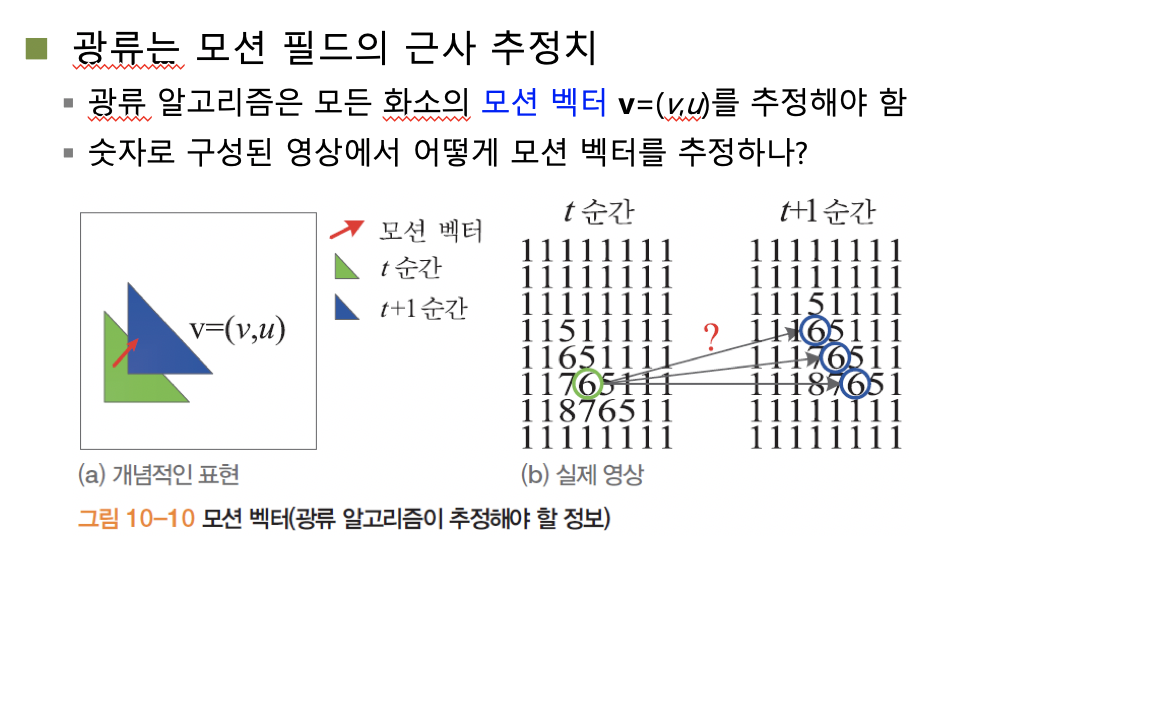 광류는 모션 필드의 근사 추정치
광류 알고리즘은 모든 화소의 모션 벡터 v=(v,u)를 추정해야 함
숫자로 구성된 영상에서 어떻게 모션 벡터를 추정하나?
모션 벡터
t 순간
t+1 순간
v=(v,u)
(a) 개념적인 표현
t 순간
11111111
11111111
11111111
11511111
11651111
11765111
11876511
11111111
?
t+1 순간
11111111
11111111
11151111
11165111
11176511
11187651
11111111
11111111
(b) 실제 영상
그림 10–10 모션 벡터(광류 알고리즘이 추정해야 할 정보)